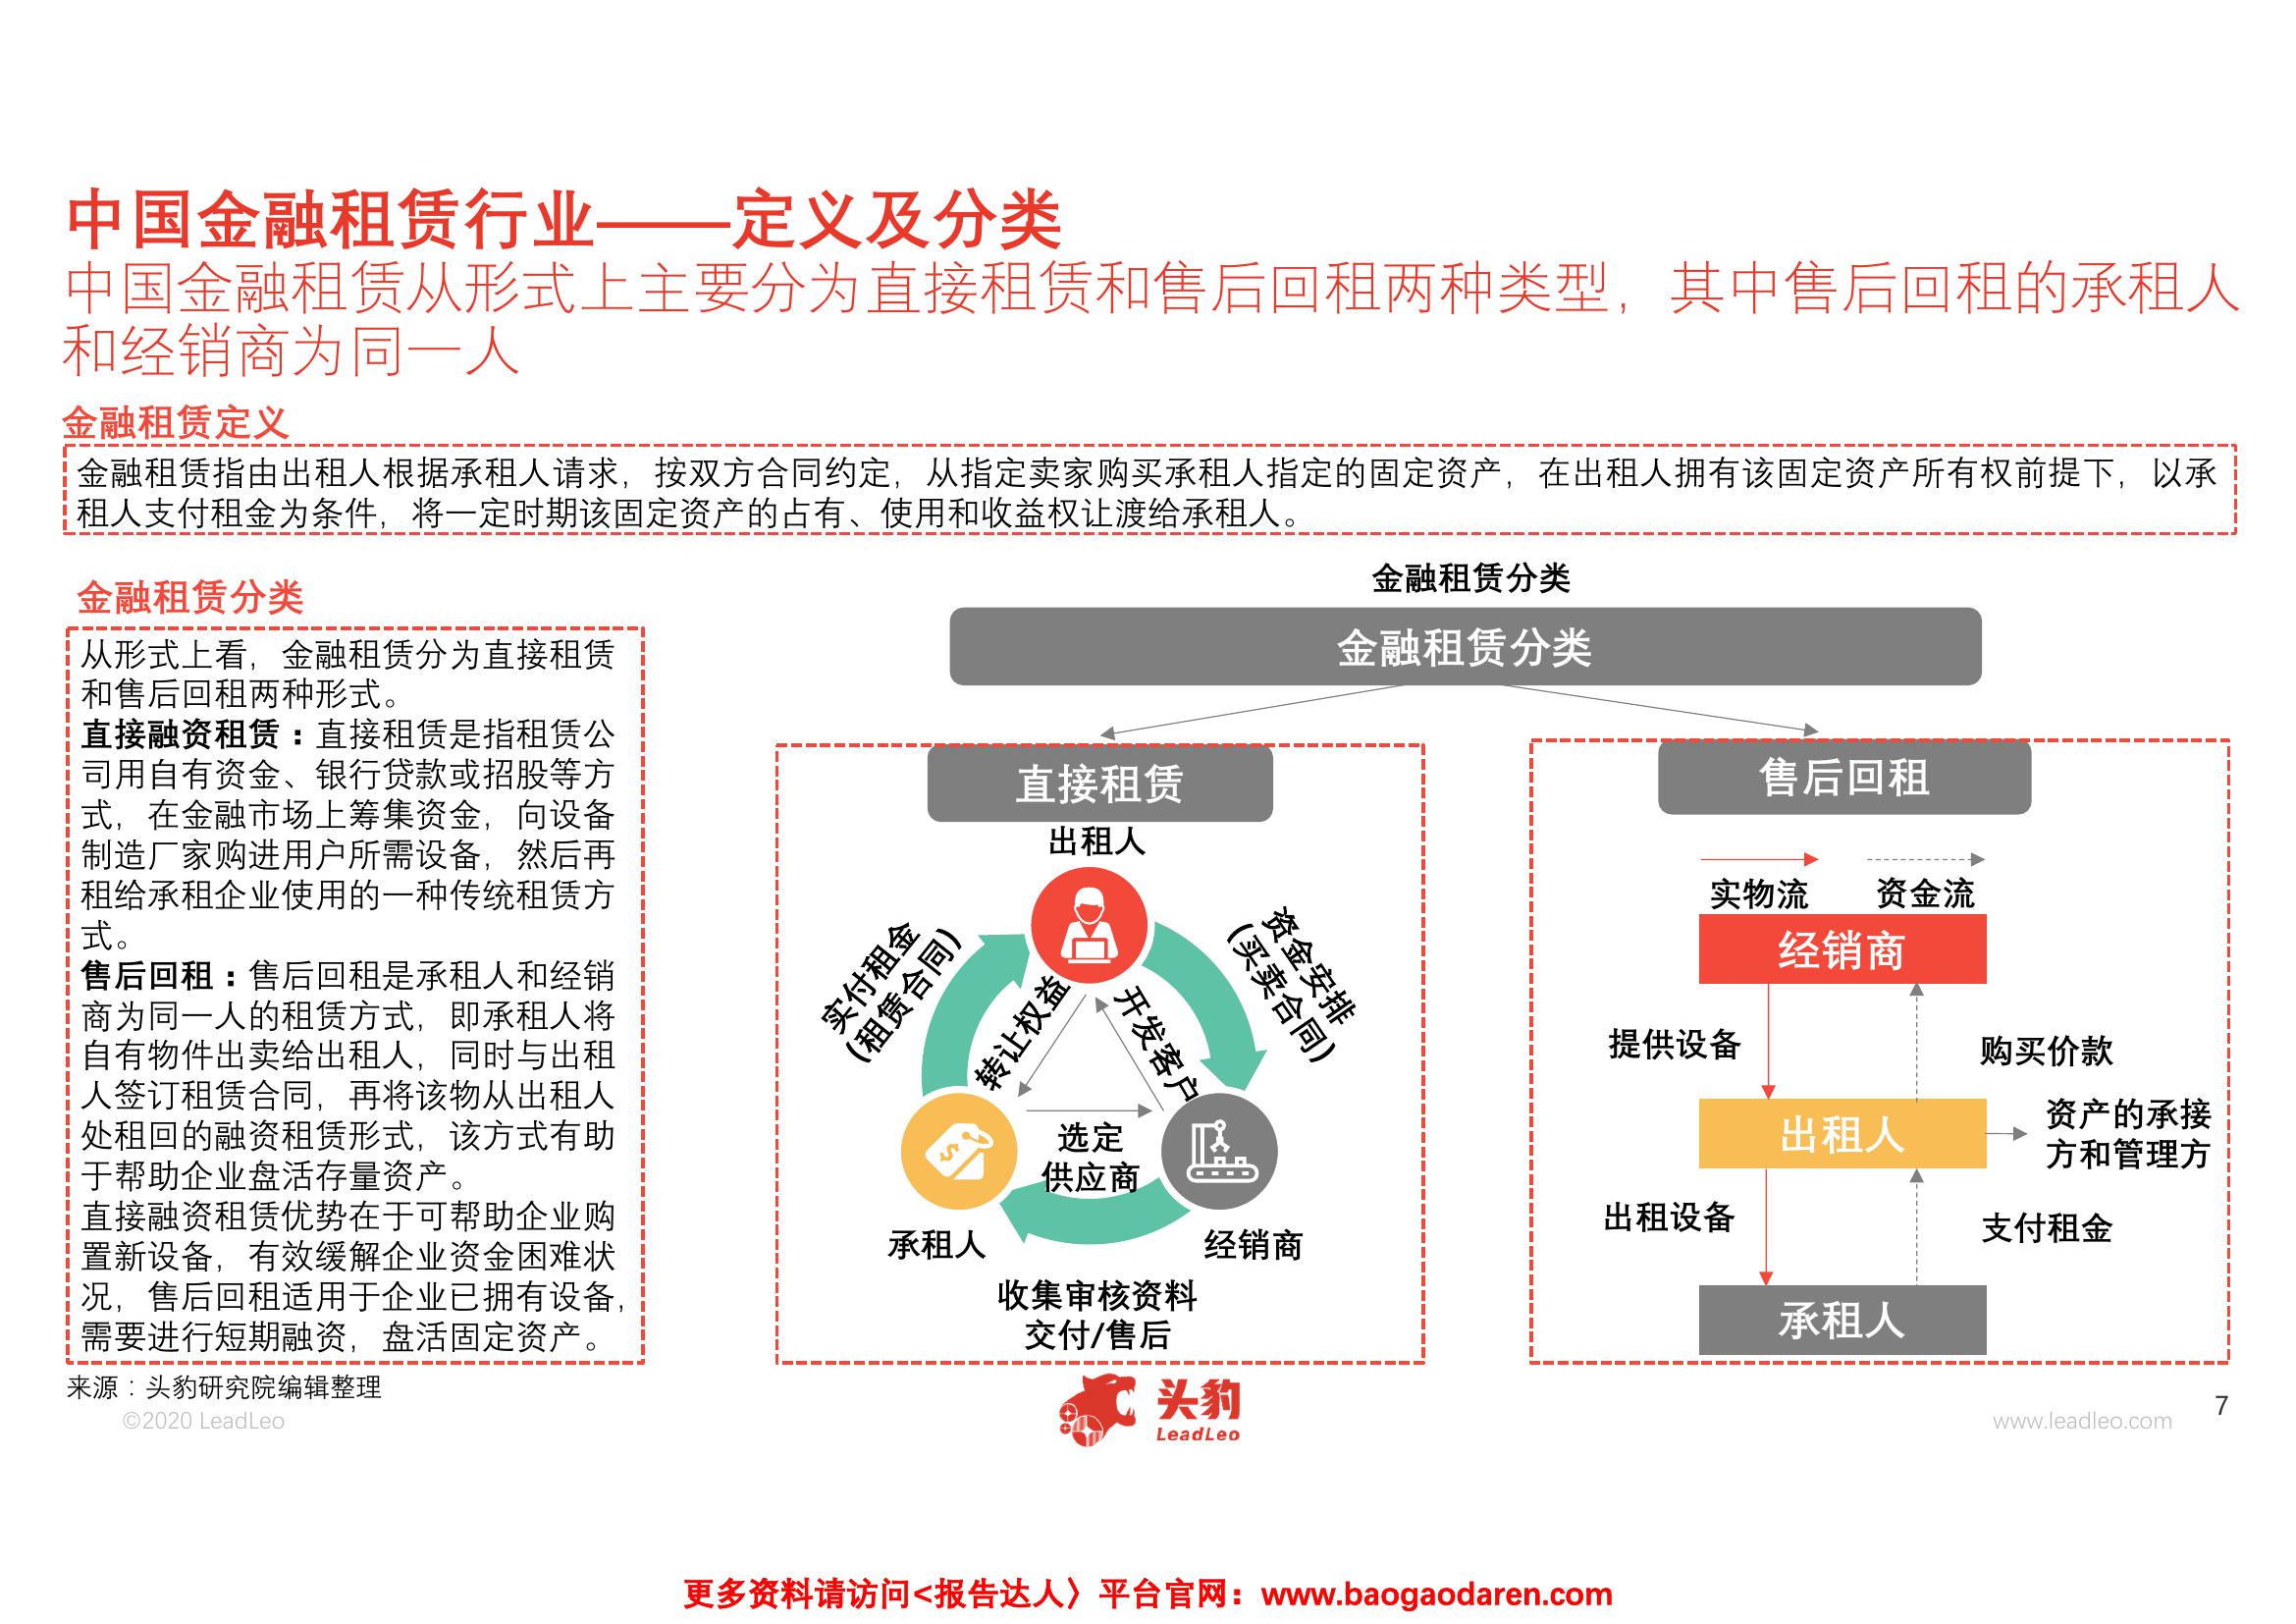 中国金融租赁行业——定义及分类
中国金融租赁从形式上主要分为直接租赁和售后回租两种类型，其中售后回租的承租人
和经销商为同一人
金融租赁定义
金融租赁指由出租人根据承租人请求，按双方合同约定，从指定卖家购买承租人指定的固定资产，在出租人拥有该固定资产所有权前提下，以承
租人支付租金为条件，将一定时期该固定资产的占有、使用和收益权让渡给承租人。
金融租赁分类
从形式上看，金融租赁分为直接租赁
和售后回租两种形式。
直接融资租赁：直接租赁是指租赁公
司用自有资金、银行贷款或招股等方
式，在金融市场上筹集资金，向设备
制造厂家购进用户所需设备，然后再
租给承租企业使用的一种传统租赁方
式。
售后回租：售后回租是承租人和经销
商为同一人的租赁方式，即承租人将
自有物件出卖给出租人，同时与出租
人签订租赁合同，再将该物从出租人
处租回的融资租赁形式，该方式有助
于帮助企业盘活存量资产。
直接融资租赁优势在于可帮助企业购
置新设备，有效缓解企业资金困难状
况，售后回租适用于企业已拥有设备，
需要进行短期融资，盘活固定资产。
金融租赁分类
金融租赁分类
直接租赁
出租人
实付租金
(租赁合同)
资金安排
(买卖合同)
转让权益
开发客户
选定
供应商
承租人
经销商
收集审核资料
交付/售后
售后回租
实物流
资金流
经销商
提供设备
购买价款
出租人
资产的承接
方和管理方
出租设备
支付租金
承租人
来源：头豹研究院编辑整理
©2020 LeadLeo
头豹
LeadLeo
www.leadleo.com
7
更多资料请访问<报告达人〉平台官网：www.baogaodaren.com